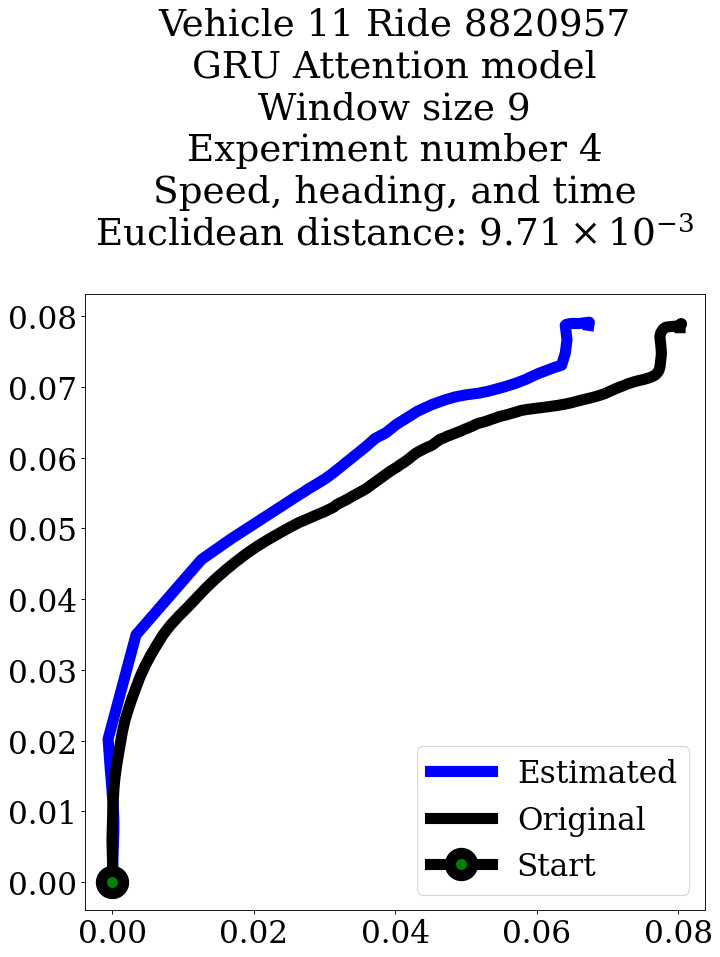 Vehicle 11 Ride 8820957
GRU Attention model
Window size 9
Experiment number 4
Speed, heading, and time
Euclidean distance: 9.71 × 10⁻³
0.08
0.07
0.06
0.05
0.04
0.03
0.02
0.01
0.00
Estimated
Original
Start
0.00 0.02 0.04 0.06 0.08